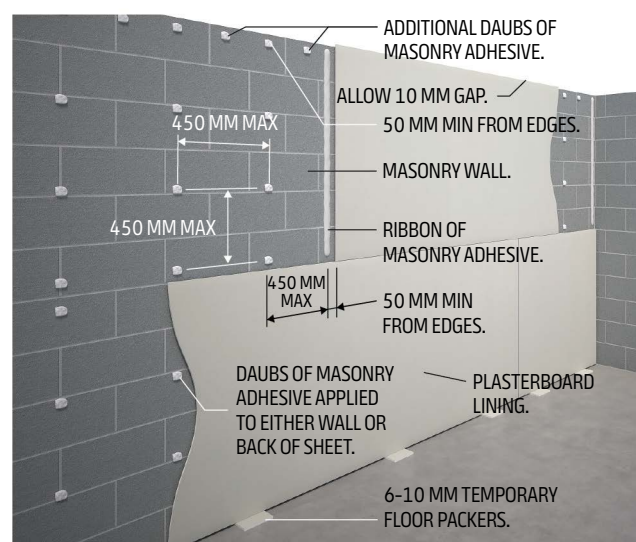 ADDITIONAL DAUBS OF
MASONRY ADHESIVE.
ALLOW 10 MM GAP.
50 MM MIN FROM EDGES.
450 MM MAX
MASONRY WALL.
450 MM MAX
RIBBON OF
MASONRY ADHESIVE.
450 MM
MAX
50 MM MIN
FROM EDGES.
DAUBS OF MASONRY
ADHESIVE APPLIED
TO EITHER WALL OR
BACK OF SHEET.
PLASTERBOARD
LINING.
6-10 MM TEMPORARY
FLOOR PACKERS.